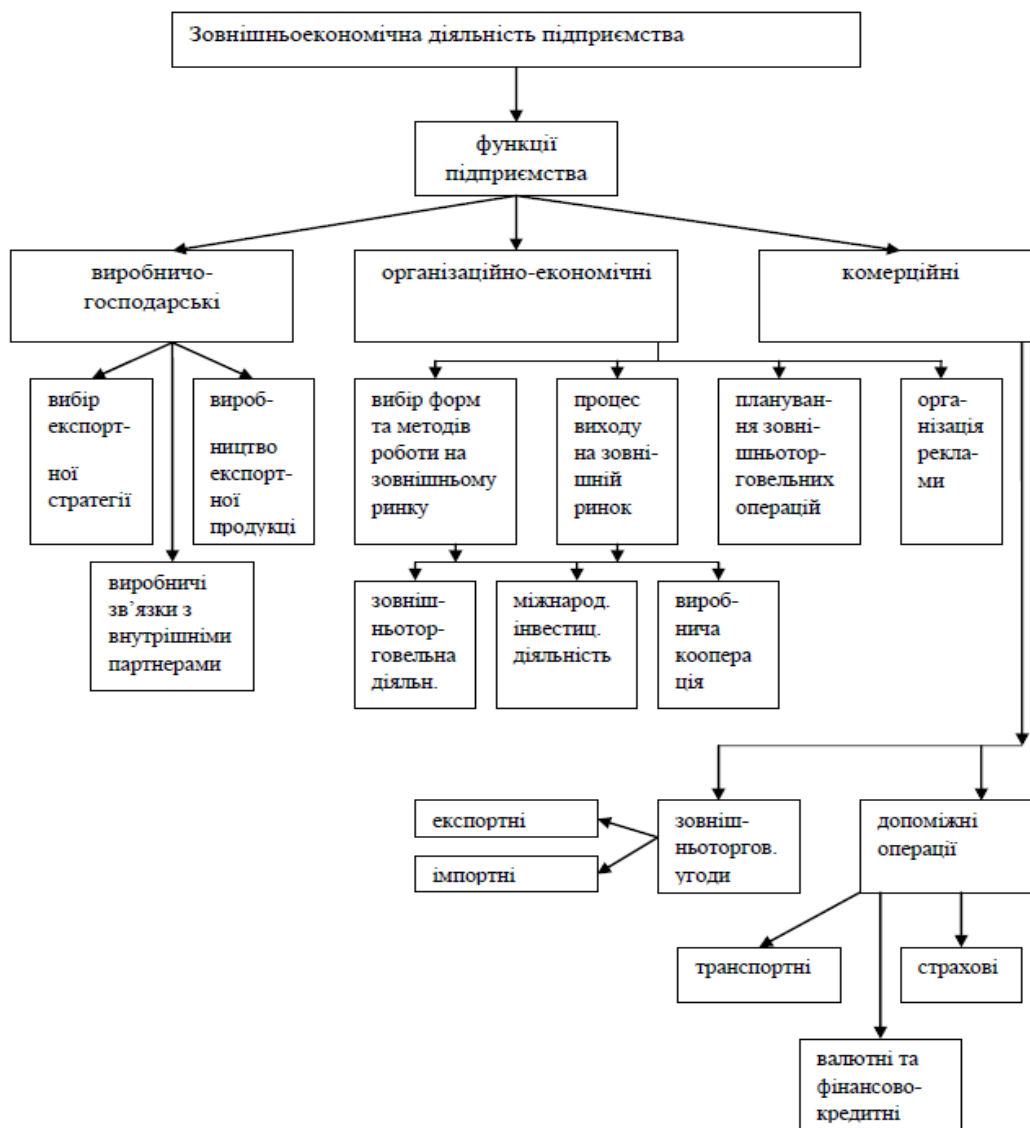 Зовнішньоекономічна діяльність підприємства
функції
підприємства
виробничо-
господарські
організаційно-економічні
комерційні
вибір
експорт-
ної
стратегії
вироб-
ництво
експорт-
ної
продукці
вибір форм
та методів
роботи на
зовнішньому
ринку
процес
виходу
на зовні-
шній
ринок
плануван-
ня зовні-
шньотор-
говельних
операцій
орга-
нізація
рекла-
ми
виробничі
зв’язки з
внутрішніми
партнерами
зовніш-
ньотор-
говельна
діяльн.
міжнарод.
інвестиц.
діяльність
вироб-
нича
коопера
ція
експортні
імпортні
зовніш-
ньоторгов.
угоди
допоміжні
операції
транспортні
страхові
валютні та
фінансово-
кредитні